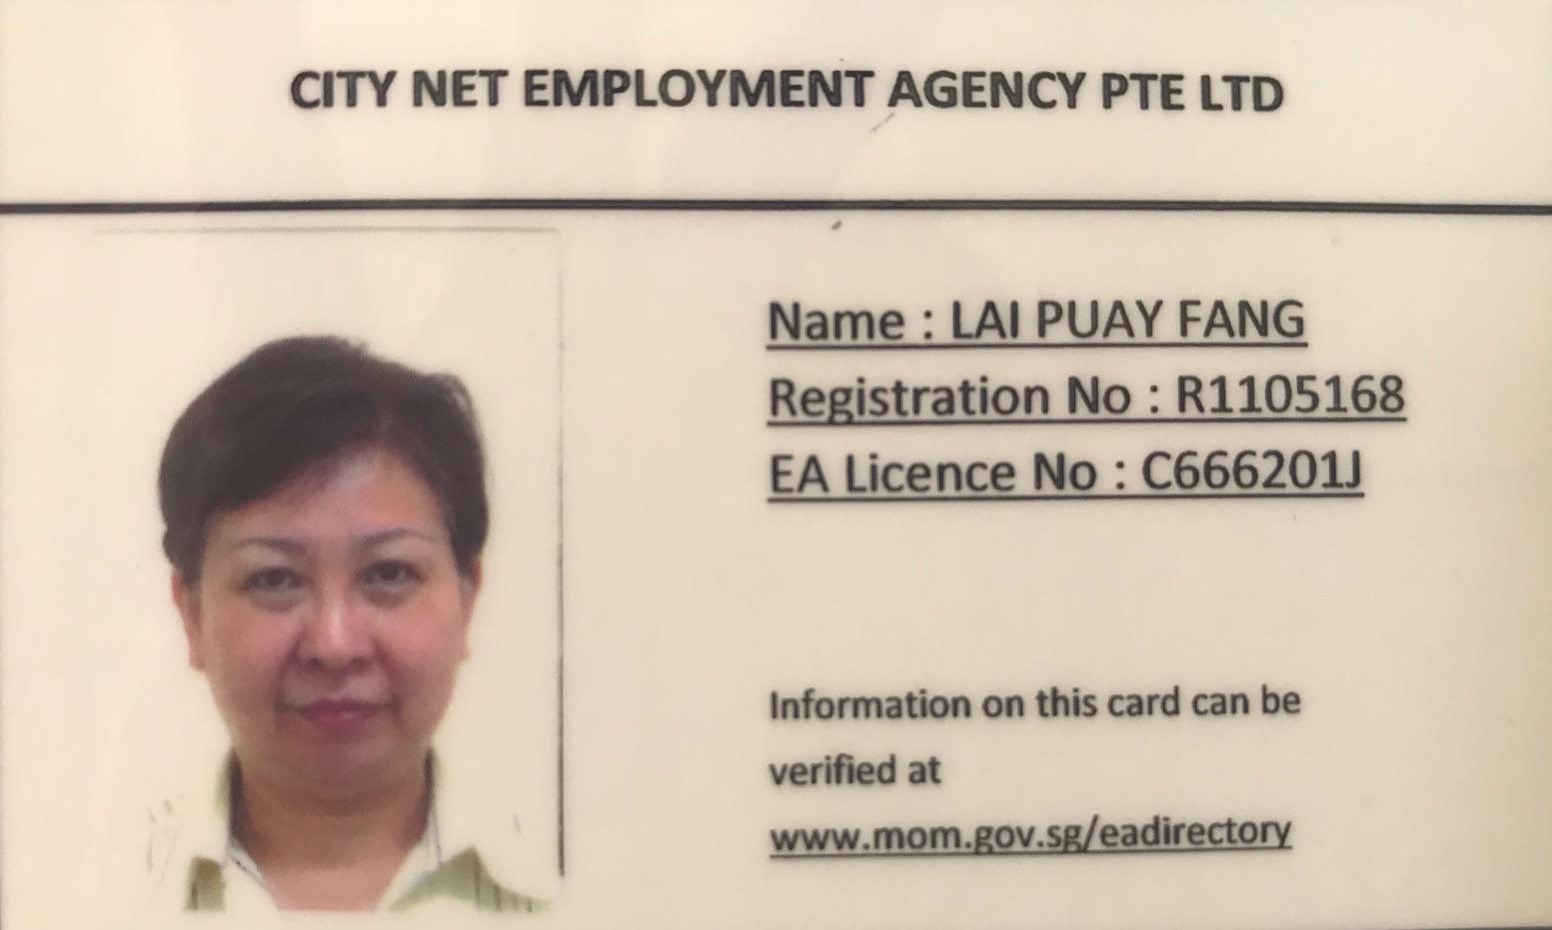 CITY NET EMPLOYMENT AGENCY PTE LTD
Name : LAI PUAY FANG
Registration No : R1105168
EA Licence No : C666201J
Information on this card can be
verified at
www.mom.gov.sg/eadirectory